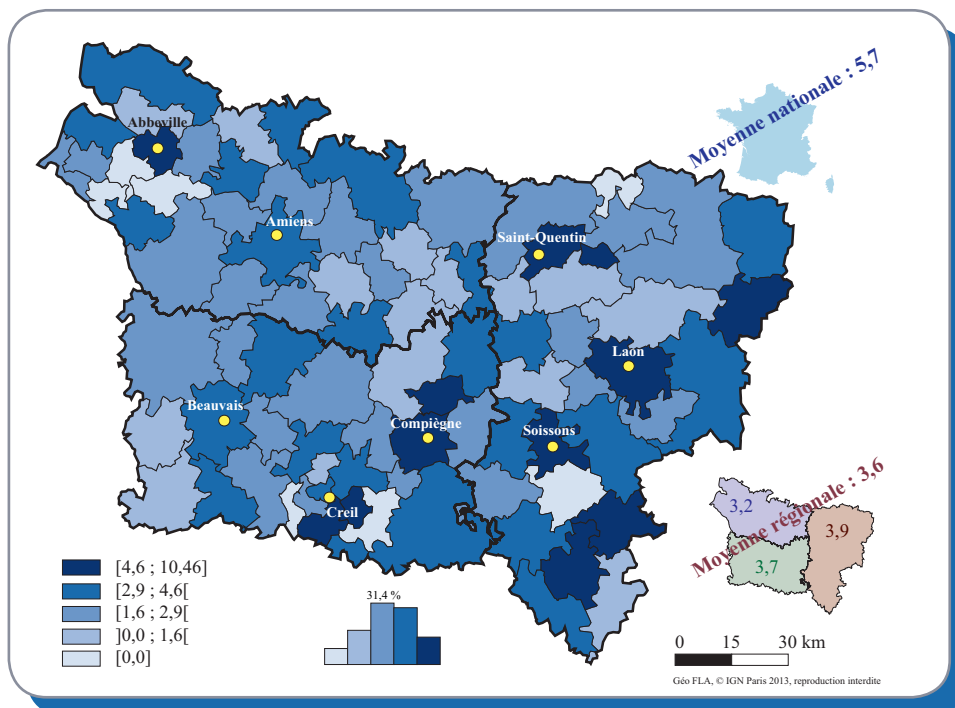 Moyenne nationale : 5,7
Abbeville
Amiens
Saint-Quentin
Laon
Beauvais
Compiègne
Soissons
Creil
Moyenne régionale : 3,6
3,2
3,9
3,7
[4,6 ; 10,46]
[2,9 ; 4,6[
[1,6 ; 2,9[
]0,0 ; 1,6[
[0,0]
31,4 %
0 15 30 km
Géo FLA, © IGN Paris 2013, reproduction interdite